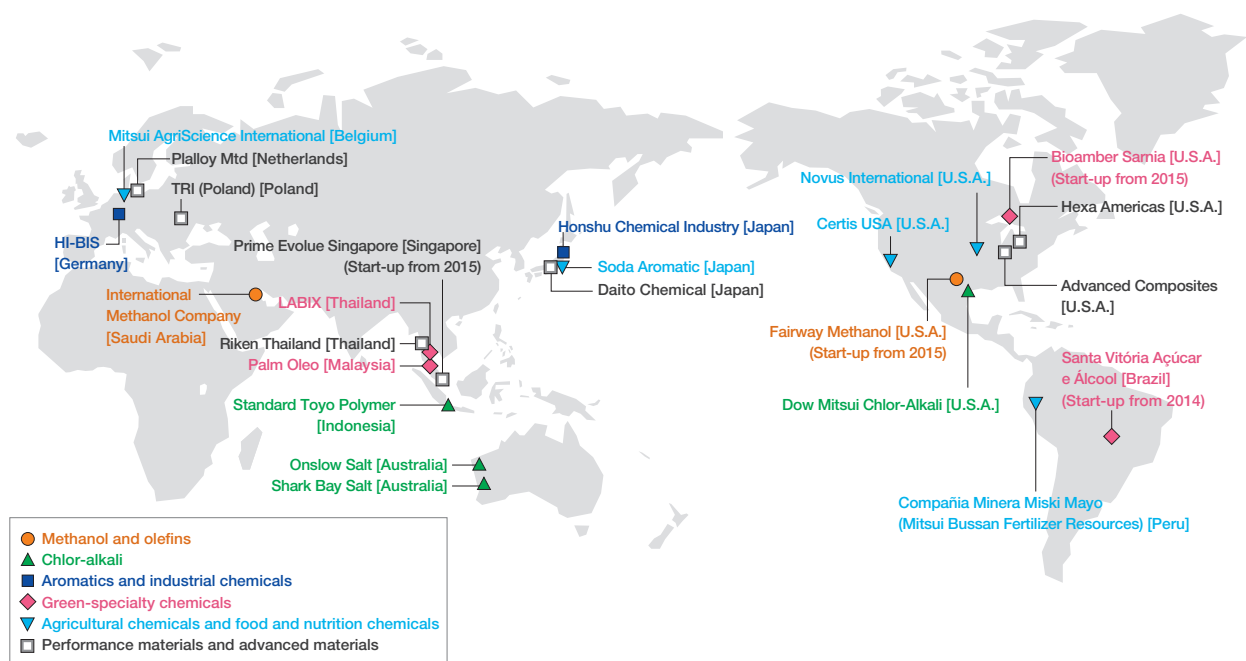 Mitsui AgriScience International [Belgium]
Plalloy Mtd [Netherlands]
TRI (Poland) [Poland]
HI-BIS
[Germany]
Prime Evolue Singapore [Singapore]
(Start-up from 2015)
International
Methanol Company
[Saudi Arabia]
LABIX [Thailand]
Riken Thailand [Thailand]
Palm Oleo [Malaysia]
Standard Toyo Polymer
[Indonesia]
Onslow Salt [Australia]
Shark Bay Salt [Australia]
Honshu Chemical Industry [Japan]
Soda Aromatic [Japan]
Daito Chemical [Japan]
Bioamber Sarnia [U.S.A.]
(Start-up from 2015)
Novus International [U.S.A.]
Hexa Americas [U.S.A.]
Certis USA [U.S.A.]
Advanced Composites
[U.S.A.]
Fairway Methanol [U.S.A.]
(Start-up from 2015)
Santa Vitória Açúcar
e Álcool [Brazil]
(Start-up from 2014)
Dow Mitsui Chlor-Alkali [U.S.A.]
Compañia Minera Miski Mayo
(Mitsui Bussan Fertilizer Resources) [Peru]
Methanol and olefins
Chlor-alkali
Aromatics and industrial chemicals
Green-specialty chemicals
Agricultural chemicals and food and nutrition chemicals
Performance materials and advanced materials